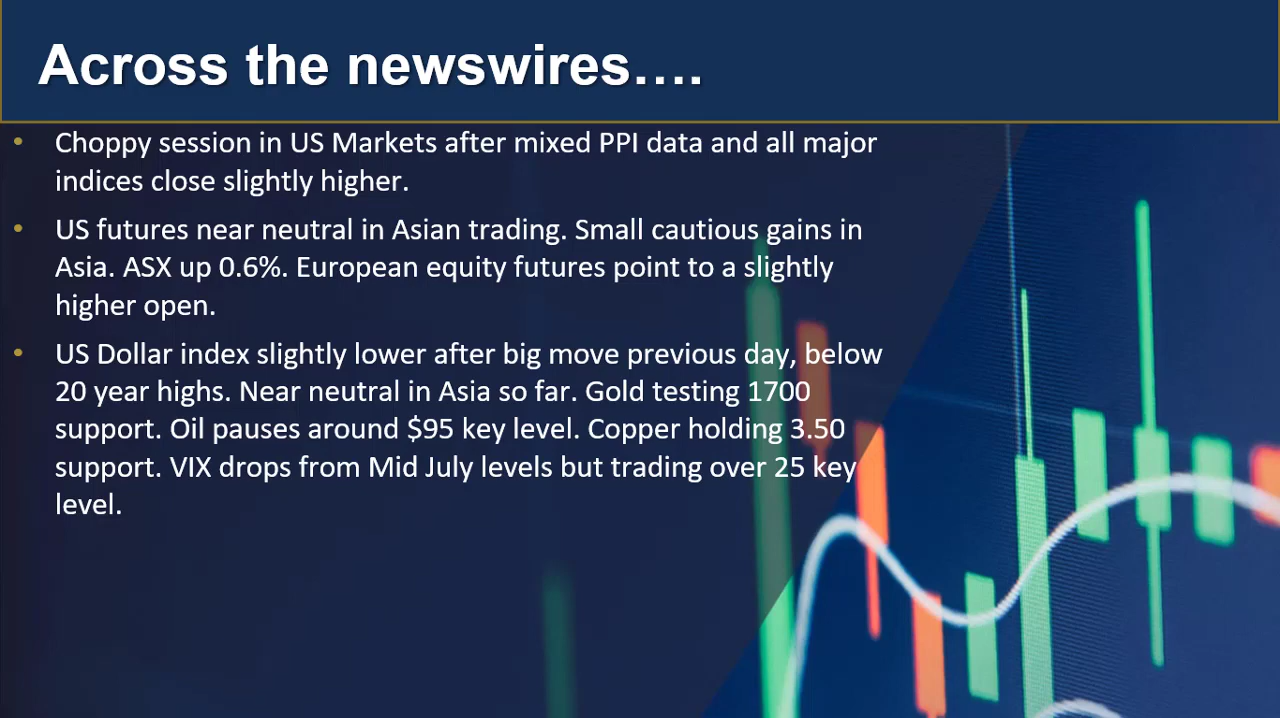 Across the newswires....
• Choppy session in US Markets after mixed PPI data and all major
indices close slightly higher.
• US futures near neutral in Asian trading. Small cautious gains in
Asia. ASX up 0.6%. European equity futures point to a slightly
higher open.
• US Dollar index slightly lower after big move previous day, below
20 year highs. Near neutral in Asia so far. Gold testing 1700
support. Oil pauses around $95 key level. Copper holding 3.50
support. VIX drops from Mid July levels but trading over 25 key
level.